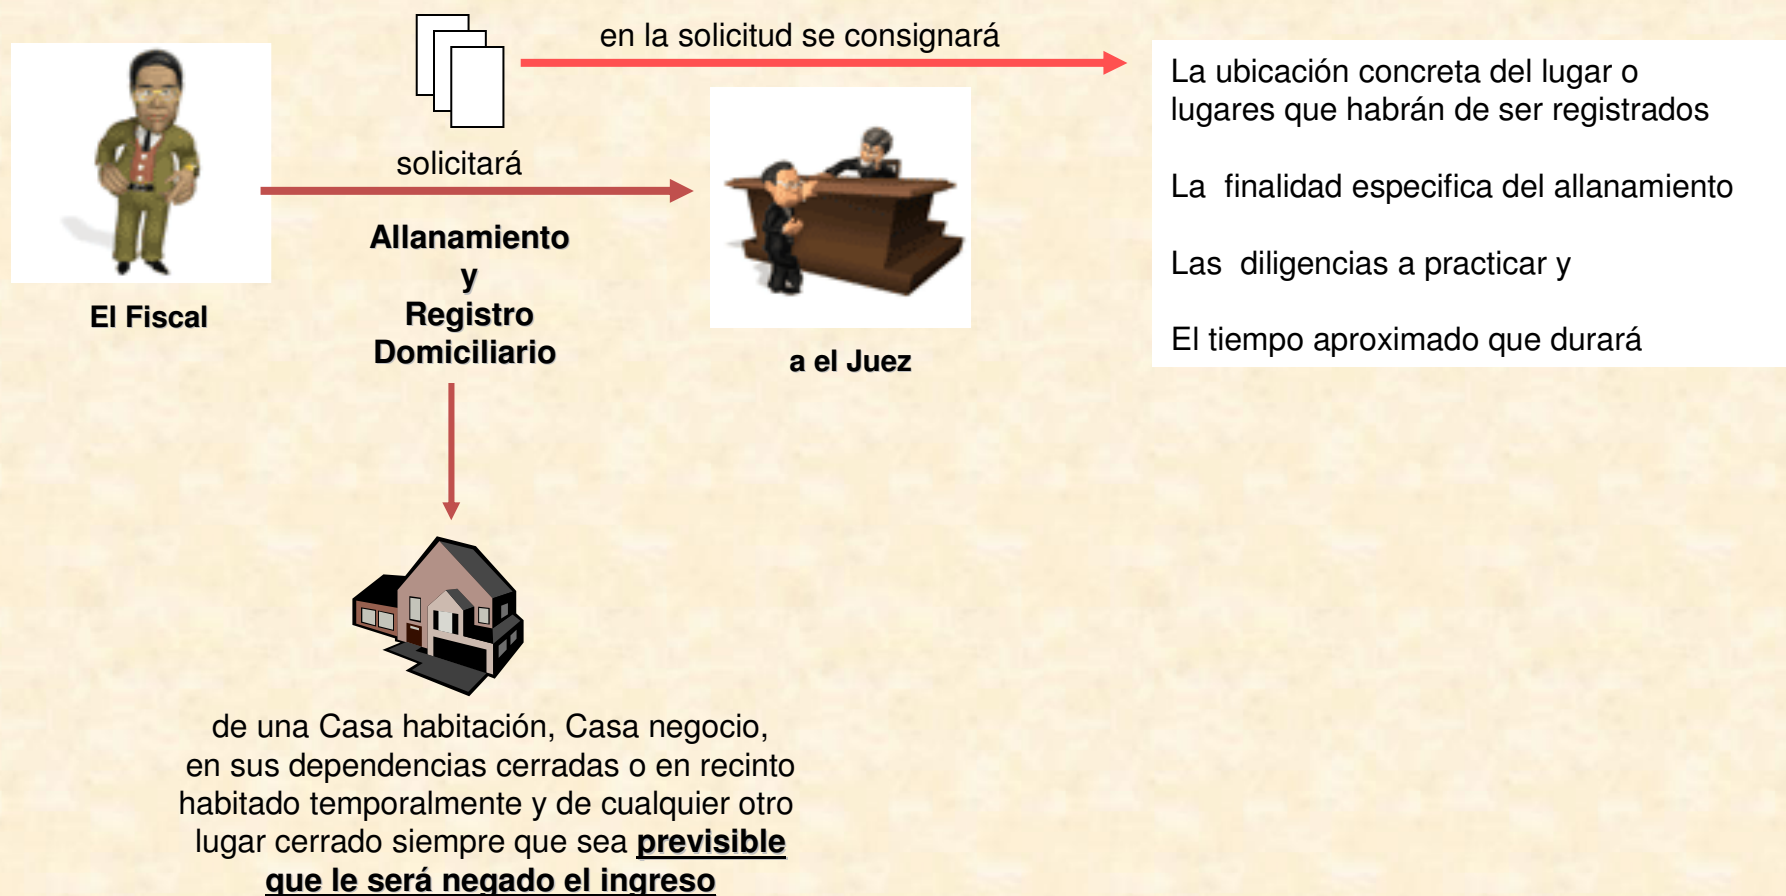 en la solicitud se consignará
solicitará
Allanamiento
y
Registro
Domiciliario
El Fiscal
a el Juez
La ubicación concreta del lugar o
lugares que habrán de ser registrados
La finalidad especifica del allanamiento
Las diligencias a practicar y
El tiempo aproximado que durará
de una Casa habitación, Casa negocio,
en sus dependencias cerradas o en recinto
habitado temporalmente y de cualquier otro
lugar cerrado siempre que sea previsible
que le será negado el ingreso